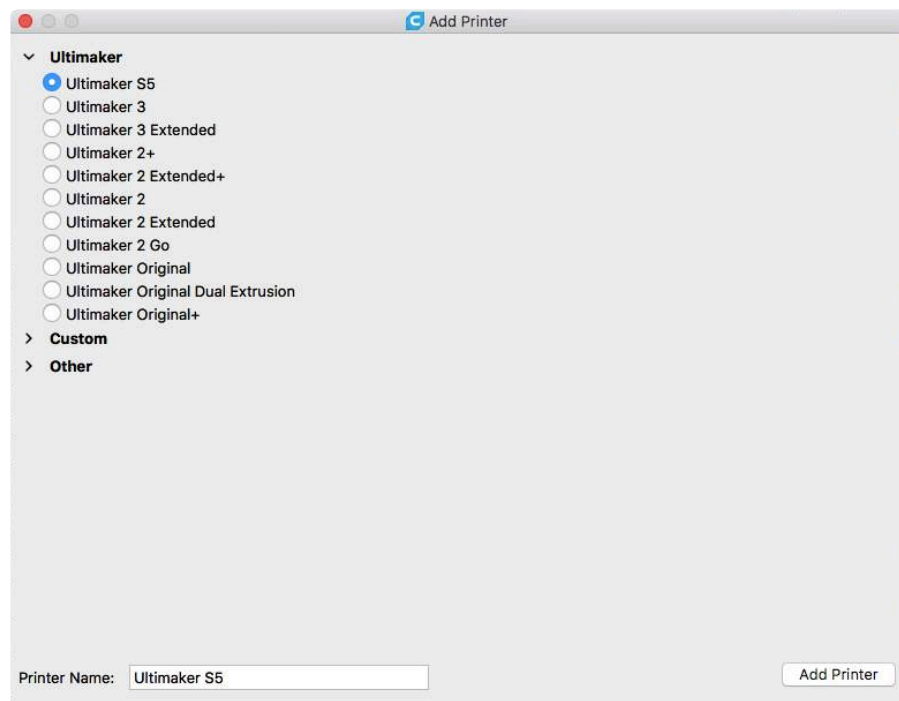 Add Printer
Ultimaker
Ultimaker S5
Ultimaker 3
Ultimaker 3 Extended
Ultimaker 2+
Ultimaker 2 Extended+
Ultimaker 2
Ultimaker 2 Extended
Ultimaker 2 Go
Ultimaker Original
Ultimaker Original Dual Extrusion
Ultimaker Original+
Custom
Other
Printer Name: Ultimaker S5 Add Printer